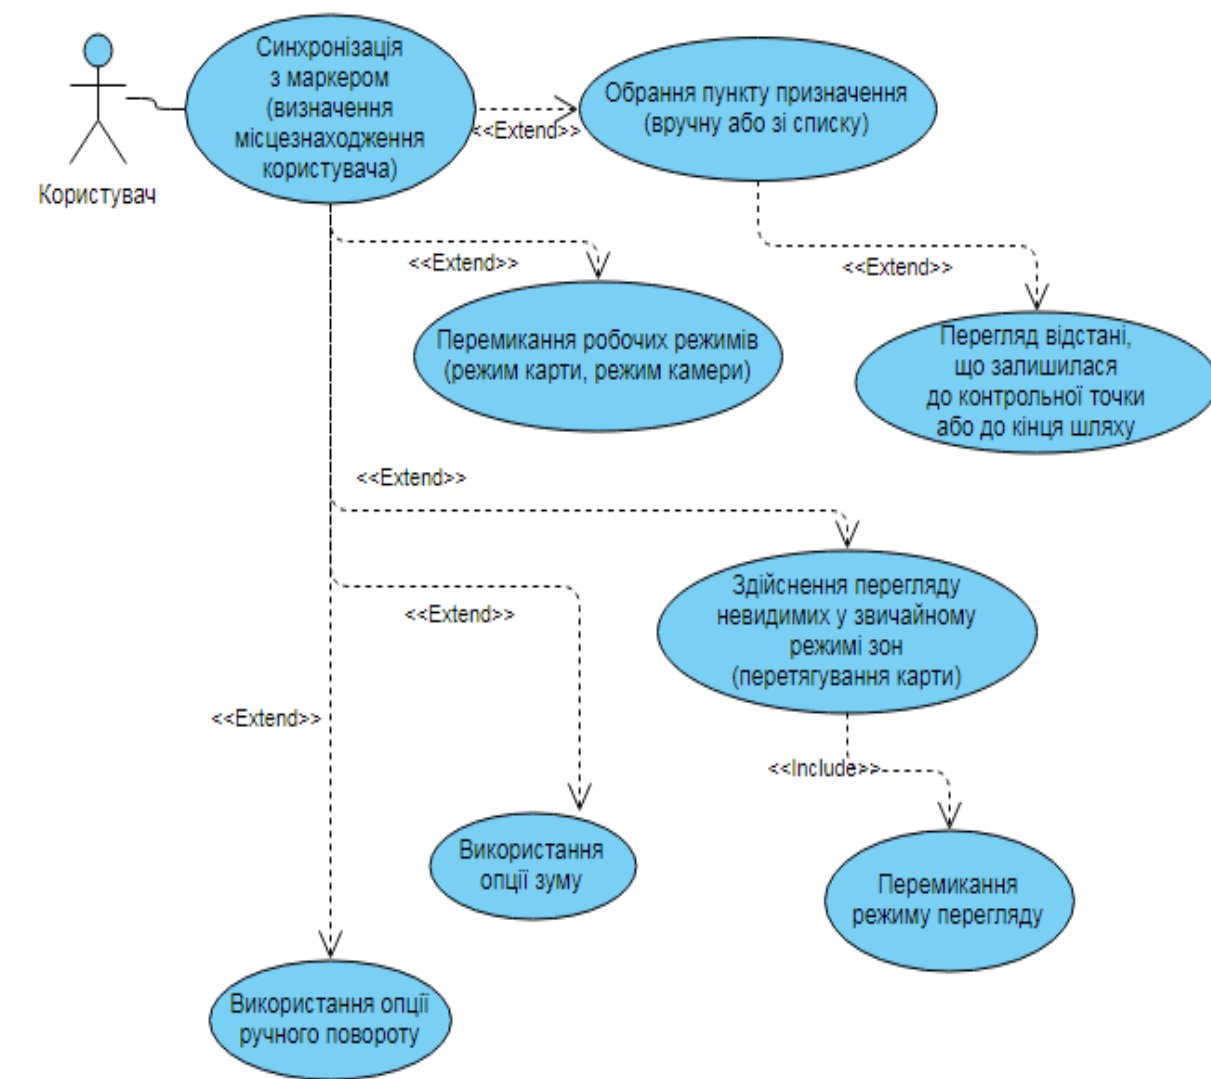 Синхронізація
з маркером
(визначення
місцезнаходження
користувача)
<<Extend>>
Обрання пункту призначення
(вручну або зі списку)
Користувач
<<Extend>>
<<Extend>>
Перемикання робочих режимів
(режим карти, режим камери)
Перегляд відстані,
що залишилася
до контрольної точки
або до кінця шляху
<<Extend>>
Здійснення перегляду
невидимих у звичайному
режимі зон
(перетягування карти)
<<Extend>>
<<Extend>>
<<Include>>
Використання
опції зуму
Перемикання
режиму перегляду
Використання опції
ручного повороту